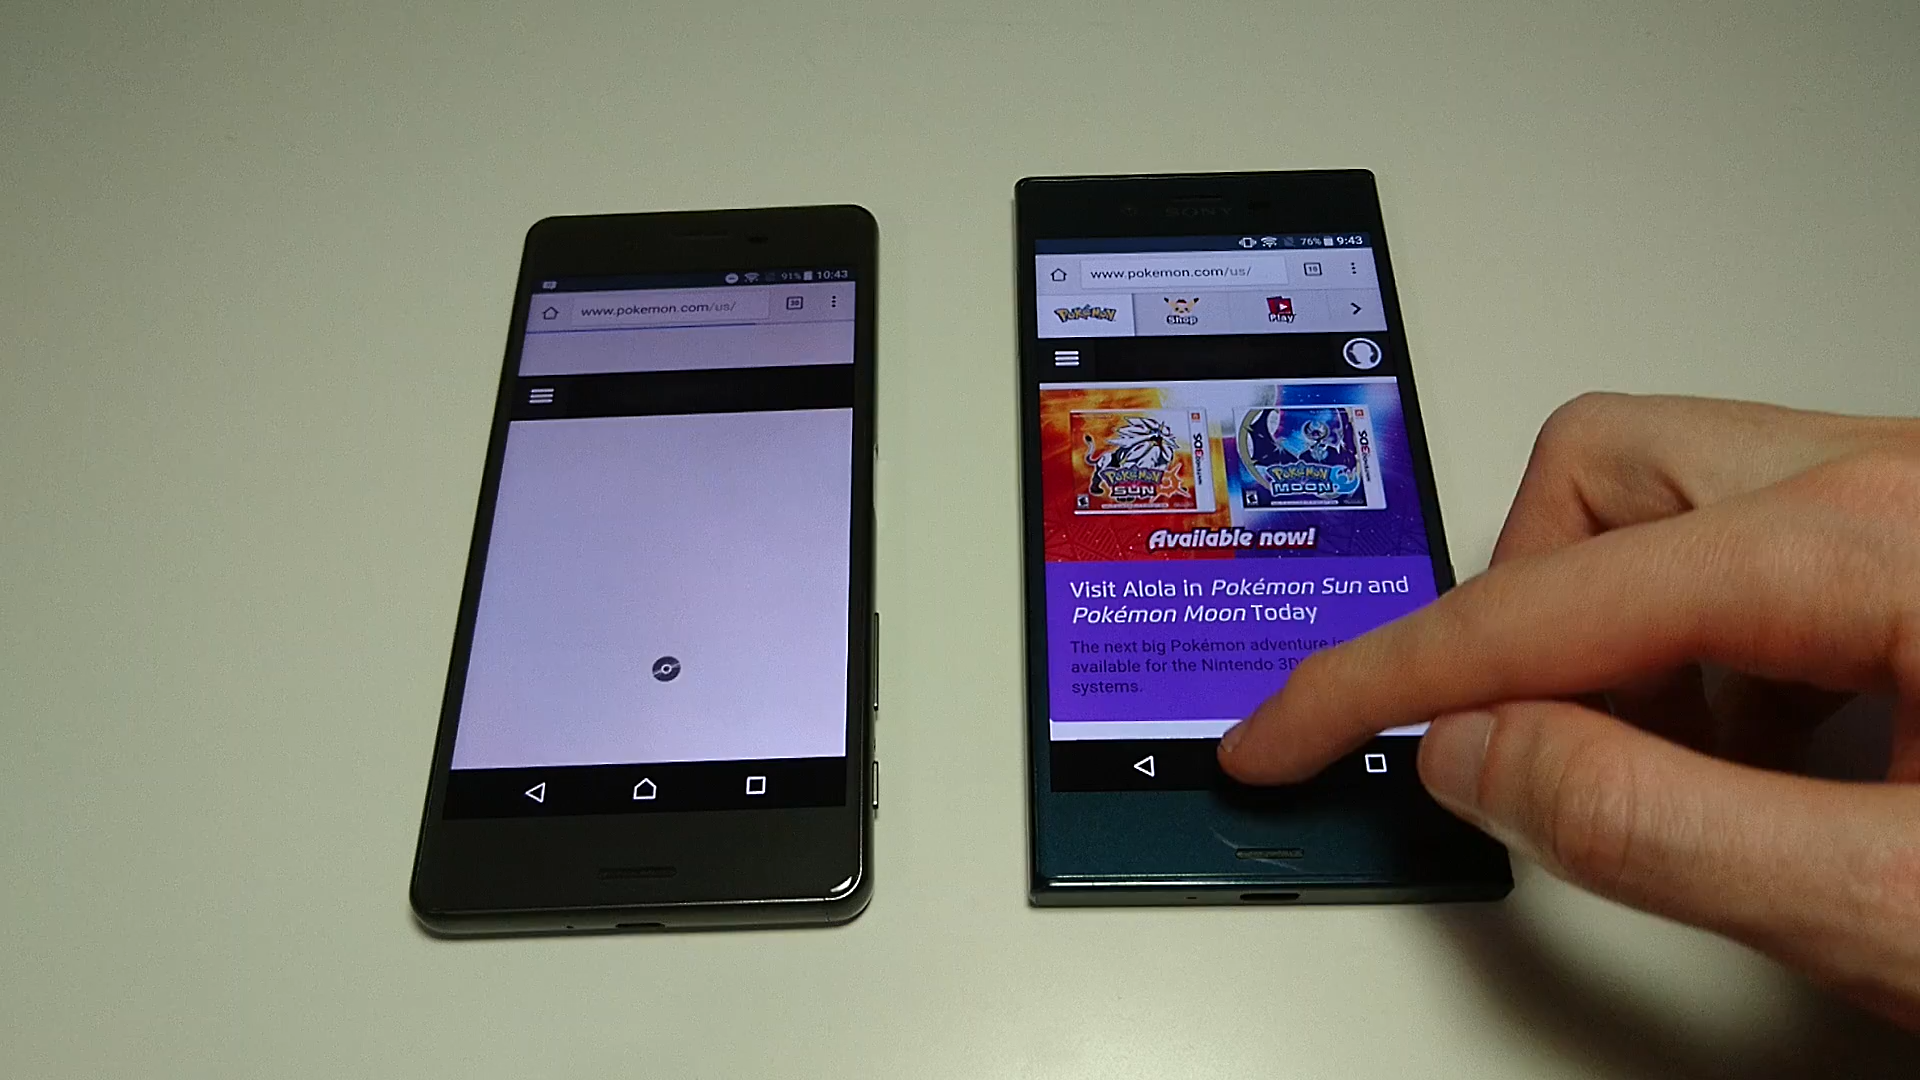 91% 10:43
www.pokemon.com/us/
SONY
76% 9:43
www.pokemon.com/us/
10
POKéMON
Shop
Play
POKéMON
SUN
POKéMON
MOON
Available now!
Visit Alola in Pokémon Sun and
Pokémon Moon Today
The next big Pokémon adventure
available for the Nintendo 3D
systems.